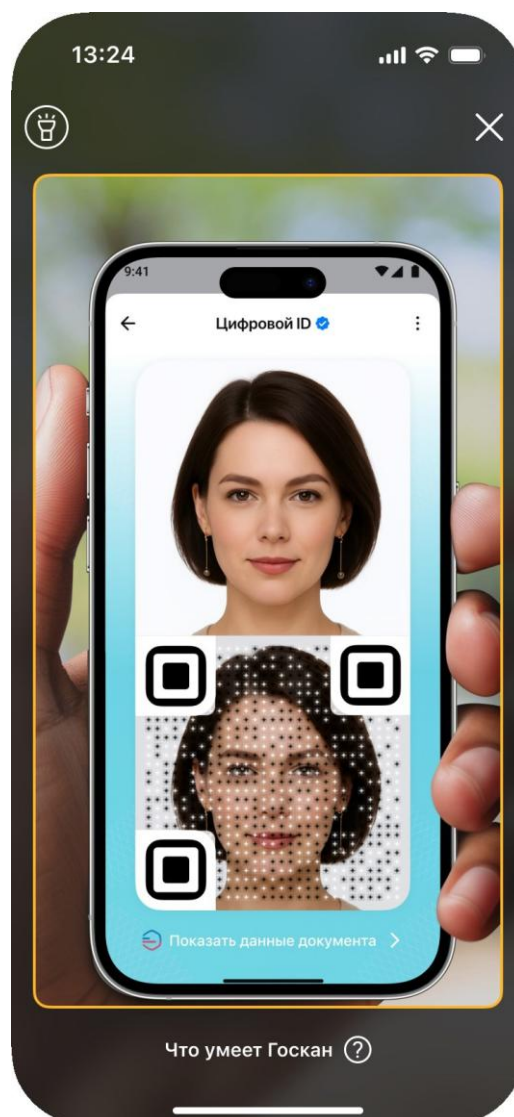 13:24
9:41
Цифровой ID
Показать данные документа
Что умеет Госкан
?